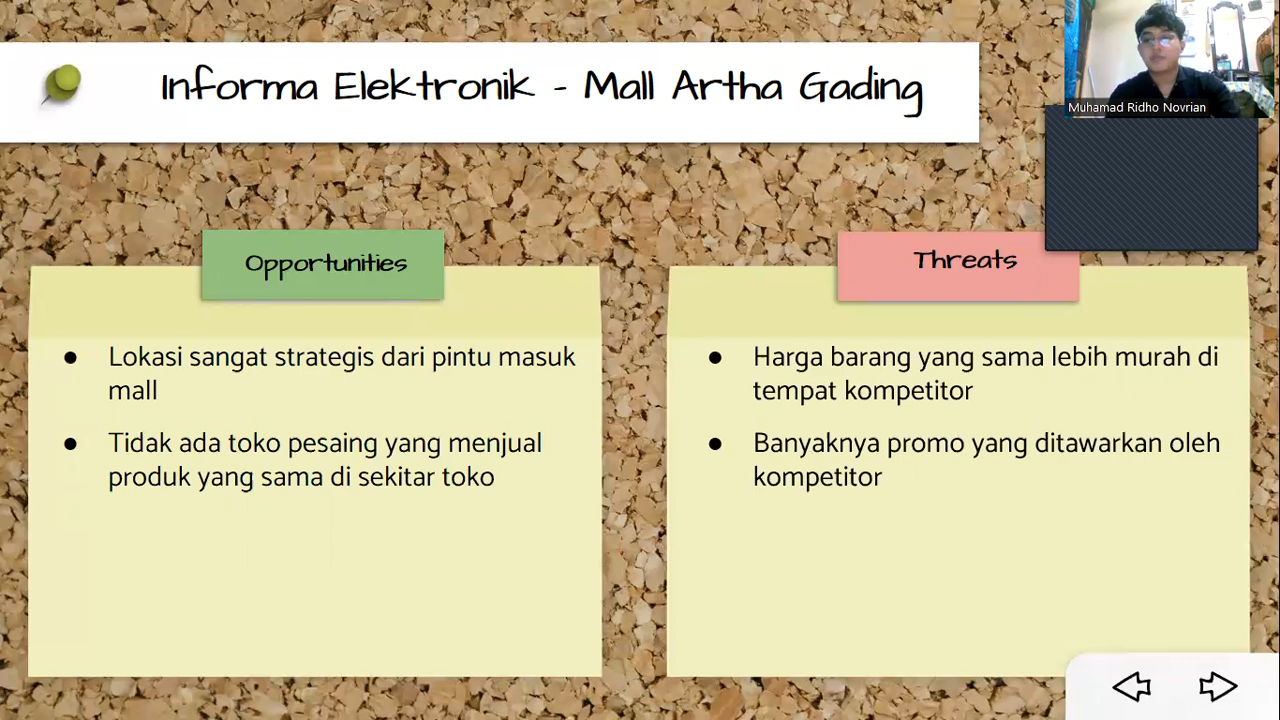 Informa Elektronik - Mall Artha Gading
Muhamad Ridho Novrian
Opportunities
Lokasi sangat strategis dari pintu masuk
mall
Tidak ada toko pesaing yang menjual
produk yang sama di sekitar toko
Threats
Harga barang yang sama lebih murah di
tempat kompetitor
Banyaknya promo yang ditawarkan oleh
kompetitor